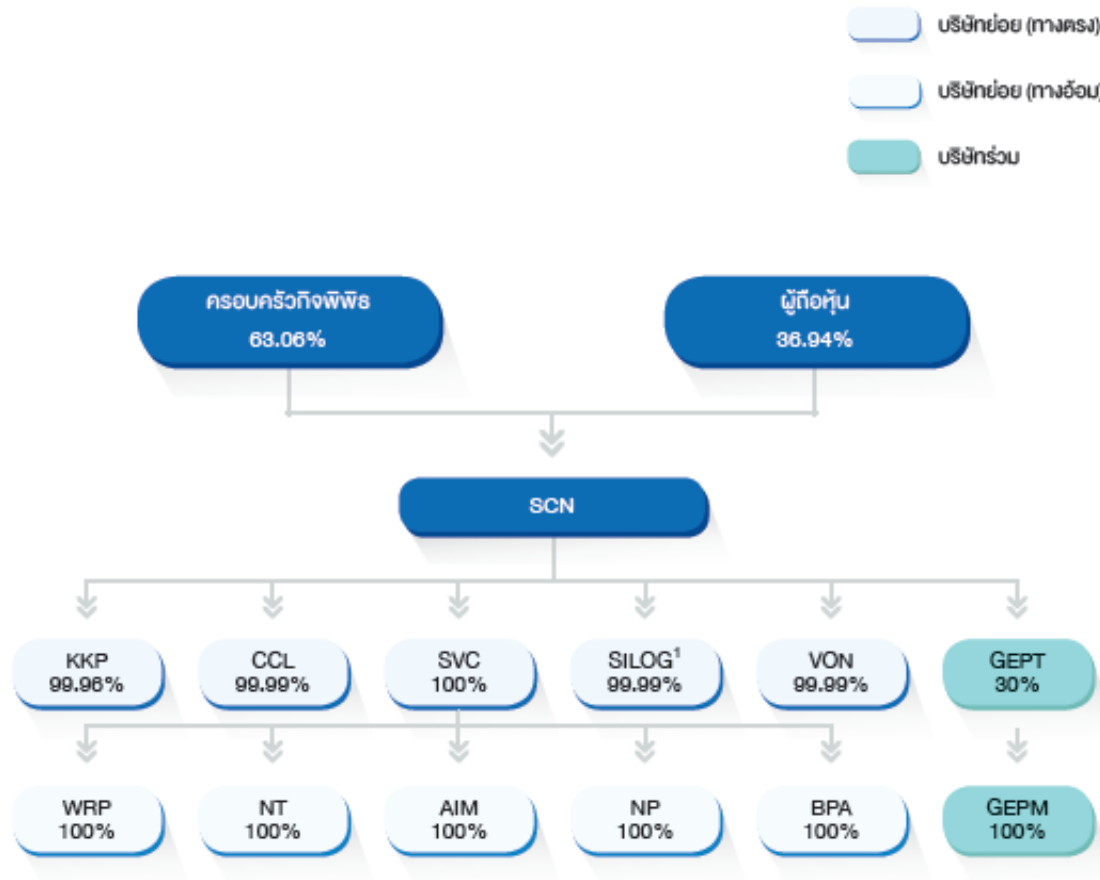 บริษัทย่อย (ทางตรง)
บริษัทย่อย (ทางอ้อม)
บริษัทร่วม
ครอบครัวกิจพิพิธ
63.06%
ผู้ถือหุ้น
36.94%
SCN
KKP
99.96%
CCL
99.99%
SVC
100%
SILOG¹
99.99%
VON
99.99%
GEPT
30%
WRP
100%
NT
100%
AIM
100%
NP
100%
BPA
100%
GEPM
100%